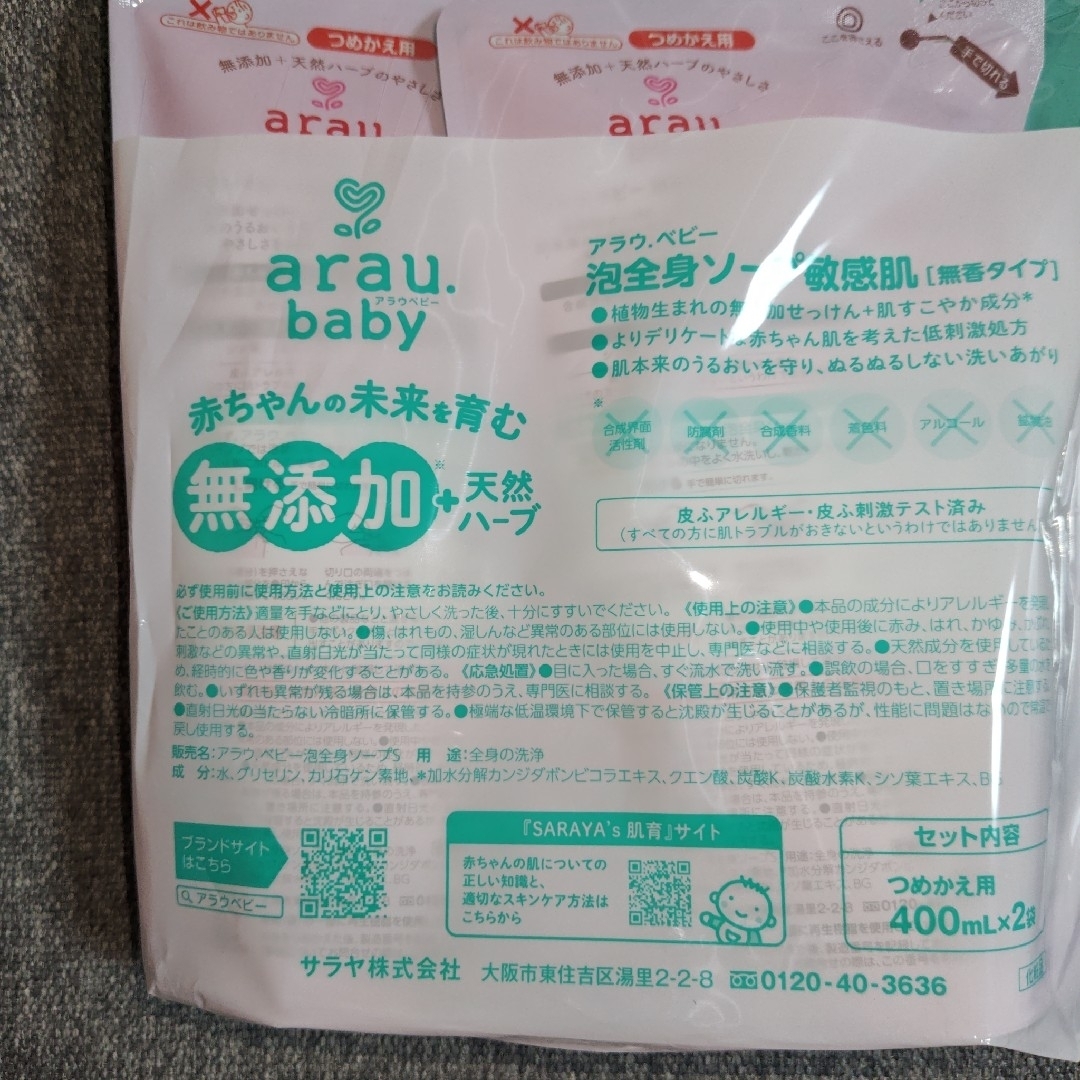 これは飲み物ではありません
つめかえ用
無添加+天然ハーブのやさしさ
arau
これは飲み物ではありません
つめかえ用
無添加+天然ハーブのやさしさ
arau
手で切れる
arau.
アラウベビー
baby
赤ちゃんの未来を育む
無添加※+天然ハーブ
アラウ.ベビー
泡全身ソープ敏感肌[無香タイプ]
●植物生まれの無添加せっけん+肌すこやか成分*
●よりデリケートな赤ちゃん肌を考えた低刺激処方
●肌本来のうるおいを守り、ぬるぬるしない洗いあがり
※
合成界面活性剤 防腐剤 合成香料 着色料 アルコール 鉱物油
皮ふアレルギー・皮ふ刺激テスト済み
(すべての方に肌トラブルがおきないというわけではありません
必ず使用前に使用方法と使用上の注意をお読みください。
《ご使用方法》適量を手などにとり、やさしく洗った後、十分にすすいでください。《使用上の注意》●本品の成分によりアレルギーを発症
たことのある人は使用しない。●傷、はれもの、湿しんなど異常のある部位には使用しない。●使用中や使用後に赤み、はれ、かゆみ、
刺激などの異常や、直射日光が当たって同様の症状が現れたときには使用を中止し、専門医などに相談する。●天然成分を使用している
め、経時的に色や香りが変化することがある。《応急処置》●目に入った場合、すぐ流水で洗い流す。●誤飲の場合、口をすすぎ、多量の水
飲む。●いずれも異常が残る場合は、本品を持参のうえ、専門医に相談する。《保管上の注意》●保護者監視のもと、置き場所に注意する
●直射日光の当たらない冷暗所に保管する。●極端な低温環境下で保管すると沈殿が生じることがあるが、性能に問題はないので
戻し使用する。
販売名:アラウ.ベビー泡全身ソープS 用 途:全身の洗浄
成 分:水、グリセリン、カリ石ケン素地、*加水分解カンジダボンビコラエキス、クエン酸、炭酸K、炭酸水素K、シソ葉エキス、BG
ブランドサイトはこちら
アラウベビー
『SARAYA's 肌育』サイト
赤ちゃんの肌についての
正しい知識と、
適切なスキンケア方法は
こちらから
セット内容
つめかえ用
400mL×2袋
サラヤ株式会社 大阪市東住吉区湯里2-2-8 0120-40-3636